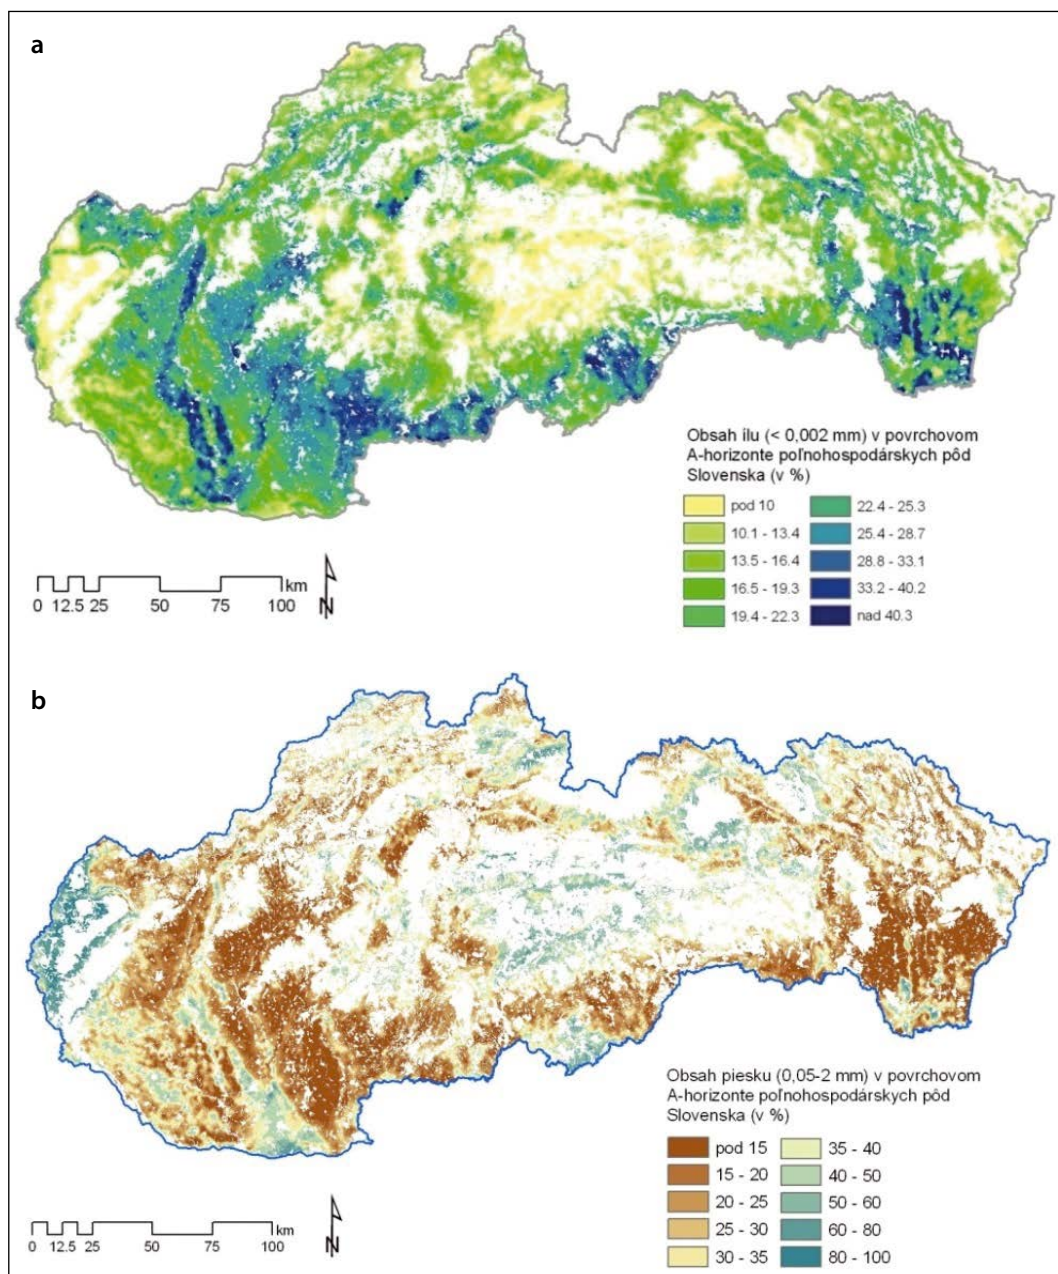 a
Obsah ílu (< 0,002 mm) v povrchovom
A-horizonte poľnohospodárskych pôd
Slovenska (v %)
pod 10
10.1 - 13.4
13.5 - 16.4
16.5 - 19.3
19.4 - 22.3
22.4 - 25.3
25.4 - 28.7
28.8 - 33.1
33.2 - 40.2
nad 40.3
km
0 12.5 25 50 75 100
N
b
Obsah piesku (0,05-2 mm) v povrchovom
A-horizonte poľnohospodárskych pôd
Slovenska (v %)
pod 15
15 - 20
20 - 25
25 - 30
30 - 35
35 - 40
40 - 50
50 - 60
60 - 80
80 - 100
km
0 12.5 25 50 75 100
N